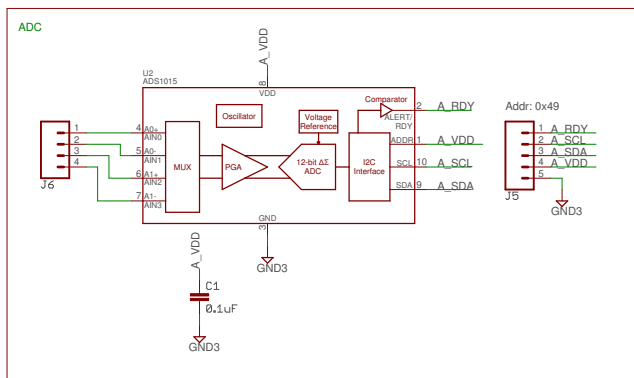 ADC
A_VDD
U2
ADS1015
8
VDD
Oscillator
Voltage
Reference
Comparator
2 A_RDY
ALERT/
RDY
Addr: 0x49
1
2
3
4
J6
4 A0+
AIN0
5 A0-
AIN1
6 A1+
AIN2
7 A1-
AIN3
MUX
PGA
12-bit ΔΣ
ADC
I2C
Interface
ADDR 1 A_VDD
SCL 10 A_SCL
SDA 9 A_SDA
1 A_RDY
2 A_SCL
3 A_SDA
4 A_VDD
5
J5
GND3
GND
3
GND3
A_VDD
C1
0.1uF
GND3